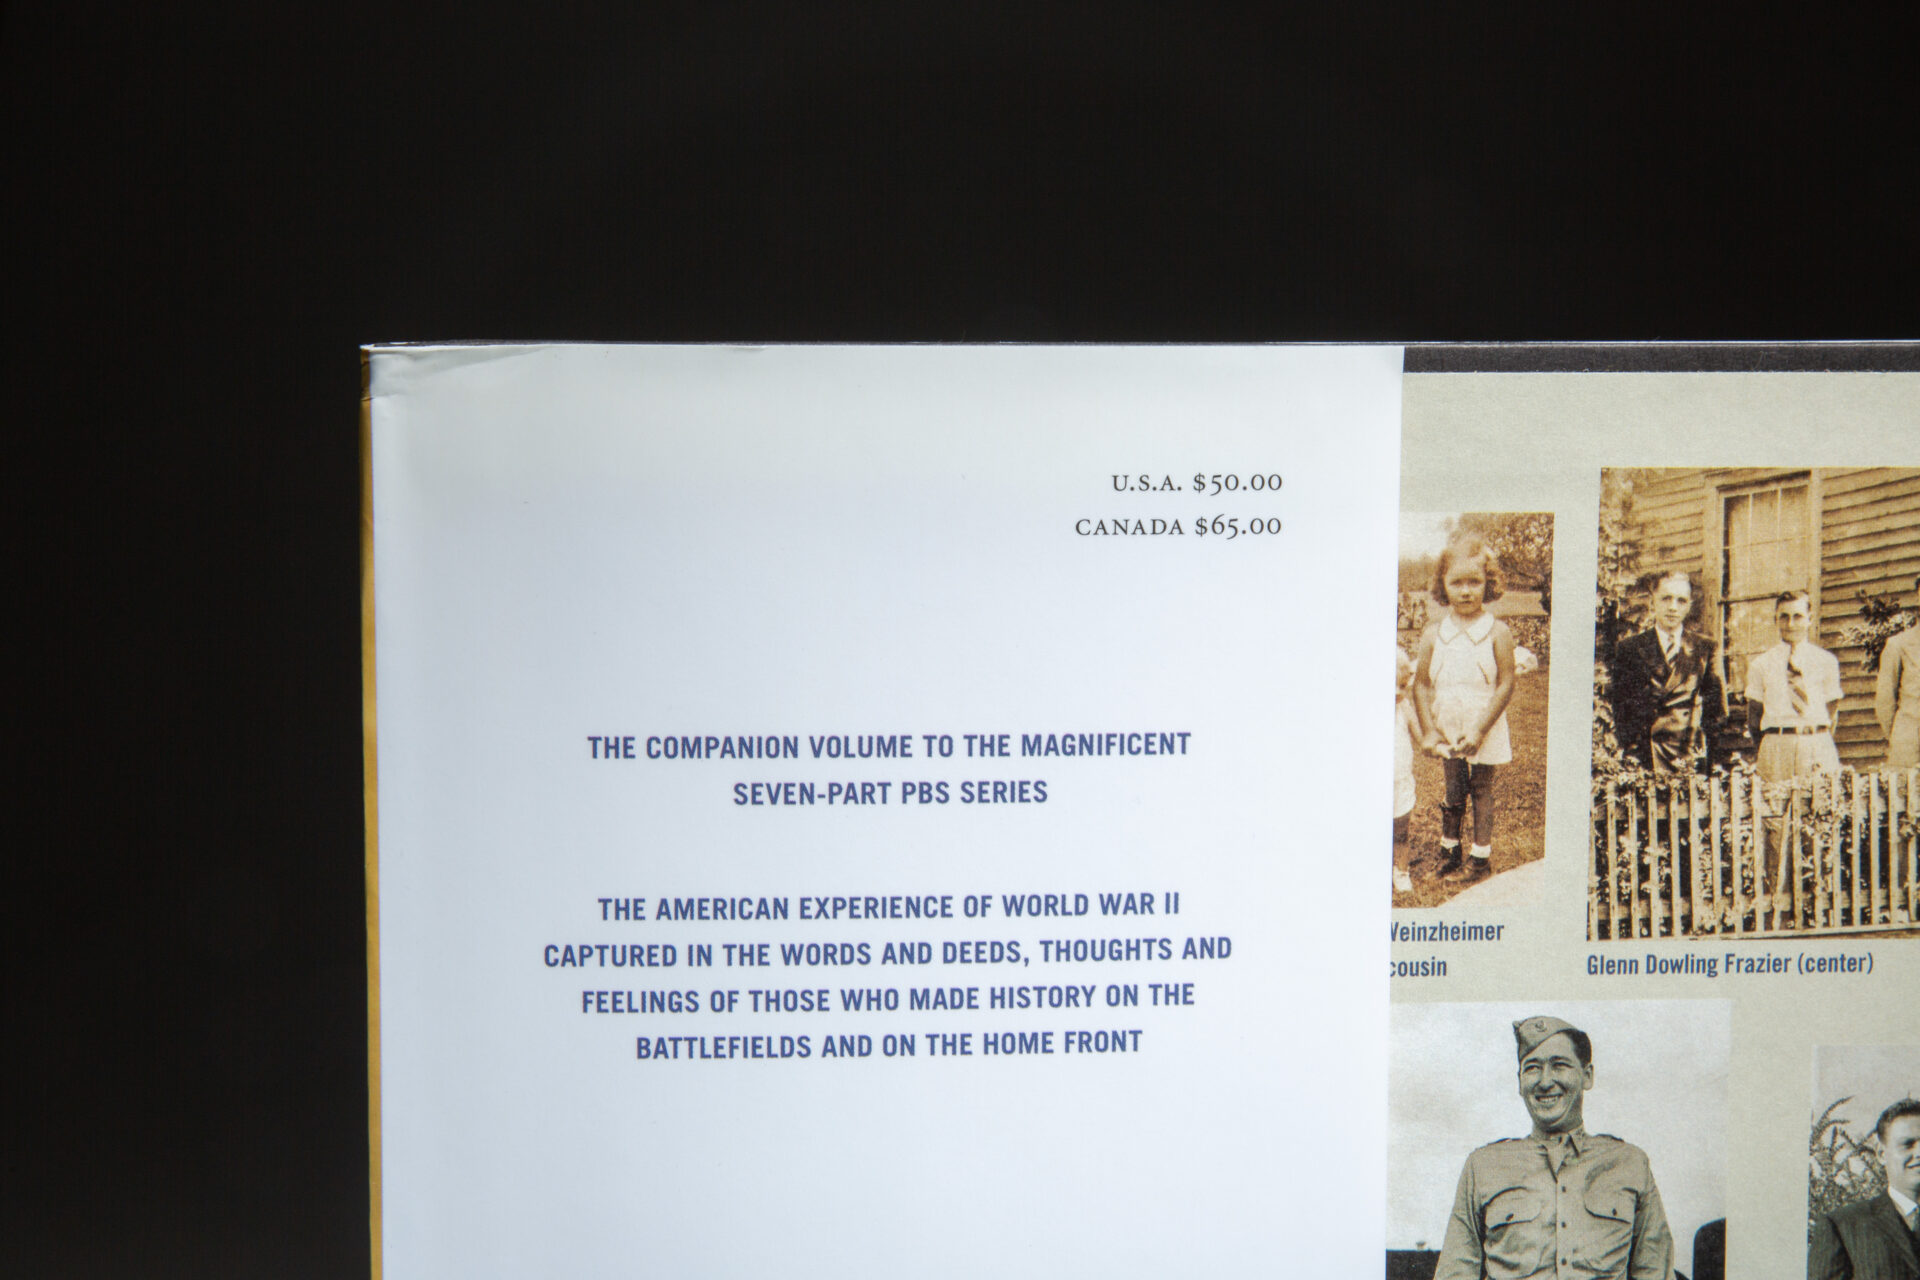 U.S.A. $50.00
CANADA $65.00
THE COMPANION VOLUME TO THE MAGNIFICENT
SEVEN-PART PBS SERIES
THE AMERICAN EXPERIENCE OF WORLD WAR II
CAPTURED IN THE WORDS AND DEEDS, THOUGHTS AND
FEELINGS OF THOSE WHO MADE HISTORY ON THE
BATTLEFIELDS AND ON THE HOME FRONT
Weinzheimer
cousin
Glenn Dowling Frazier (center)